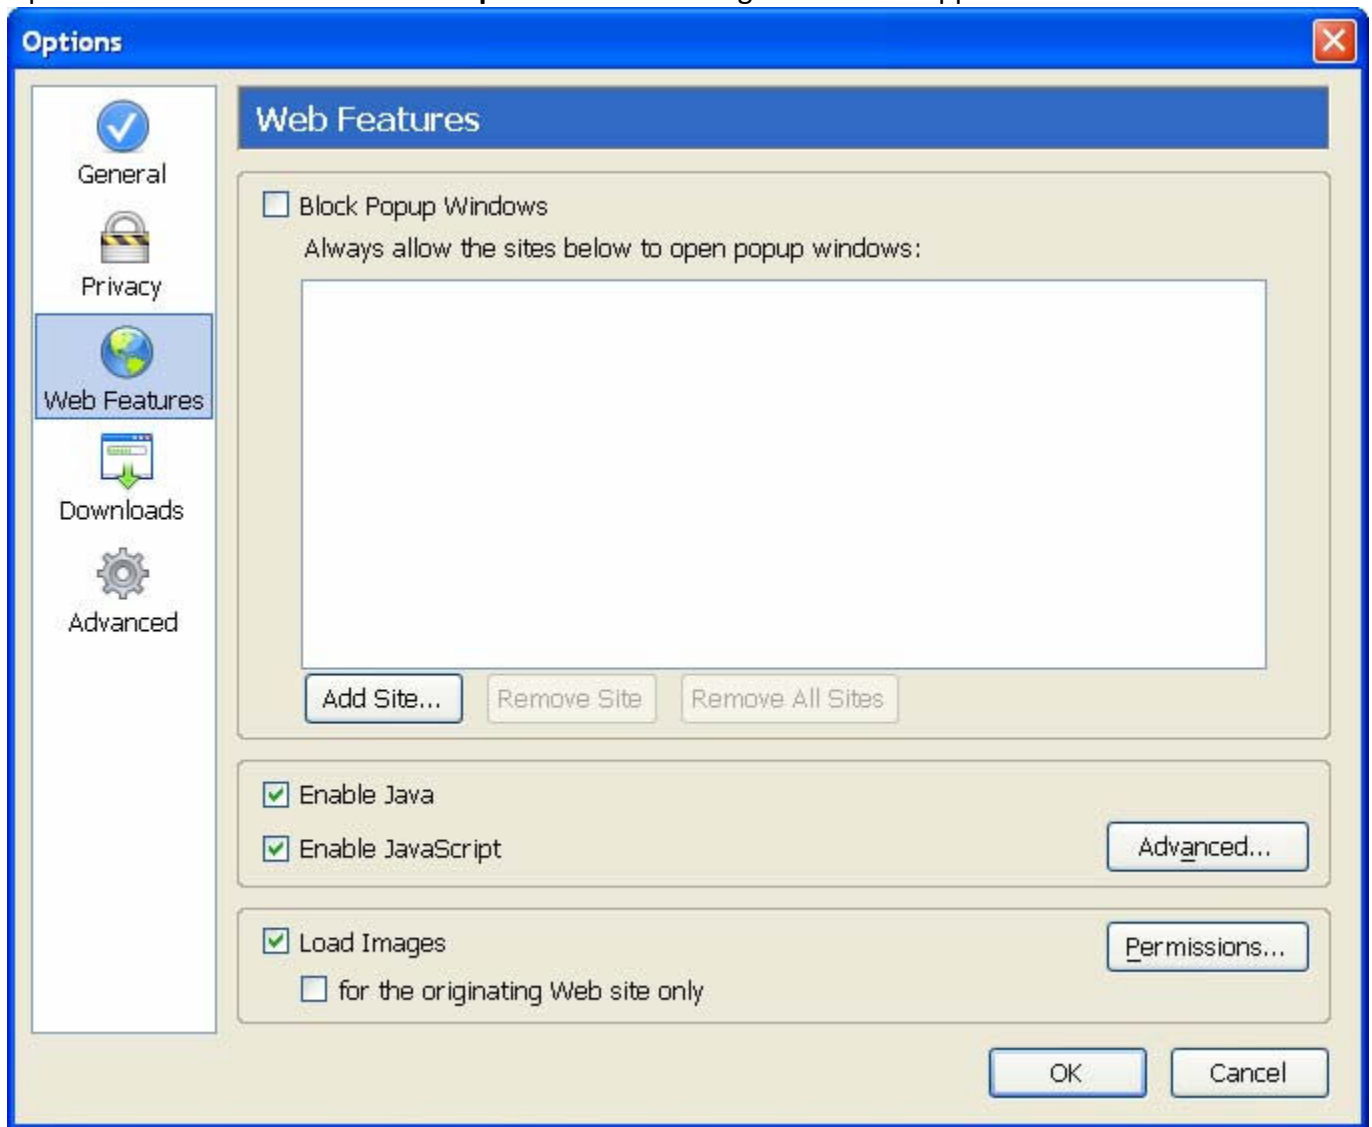 Options
General
Privacy
Web Features
Downloads
Advanced
Web Features
Block Popup Windows
Always allow the sites below to open popup windows:
Add Site...
Remove Site
Remove All Sites
Enable Java
Enable JavaScript
Advanced...
Load Images
Permissions...
for the originating Web site only
OK
Cancel